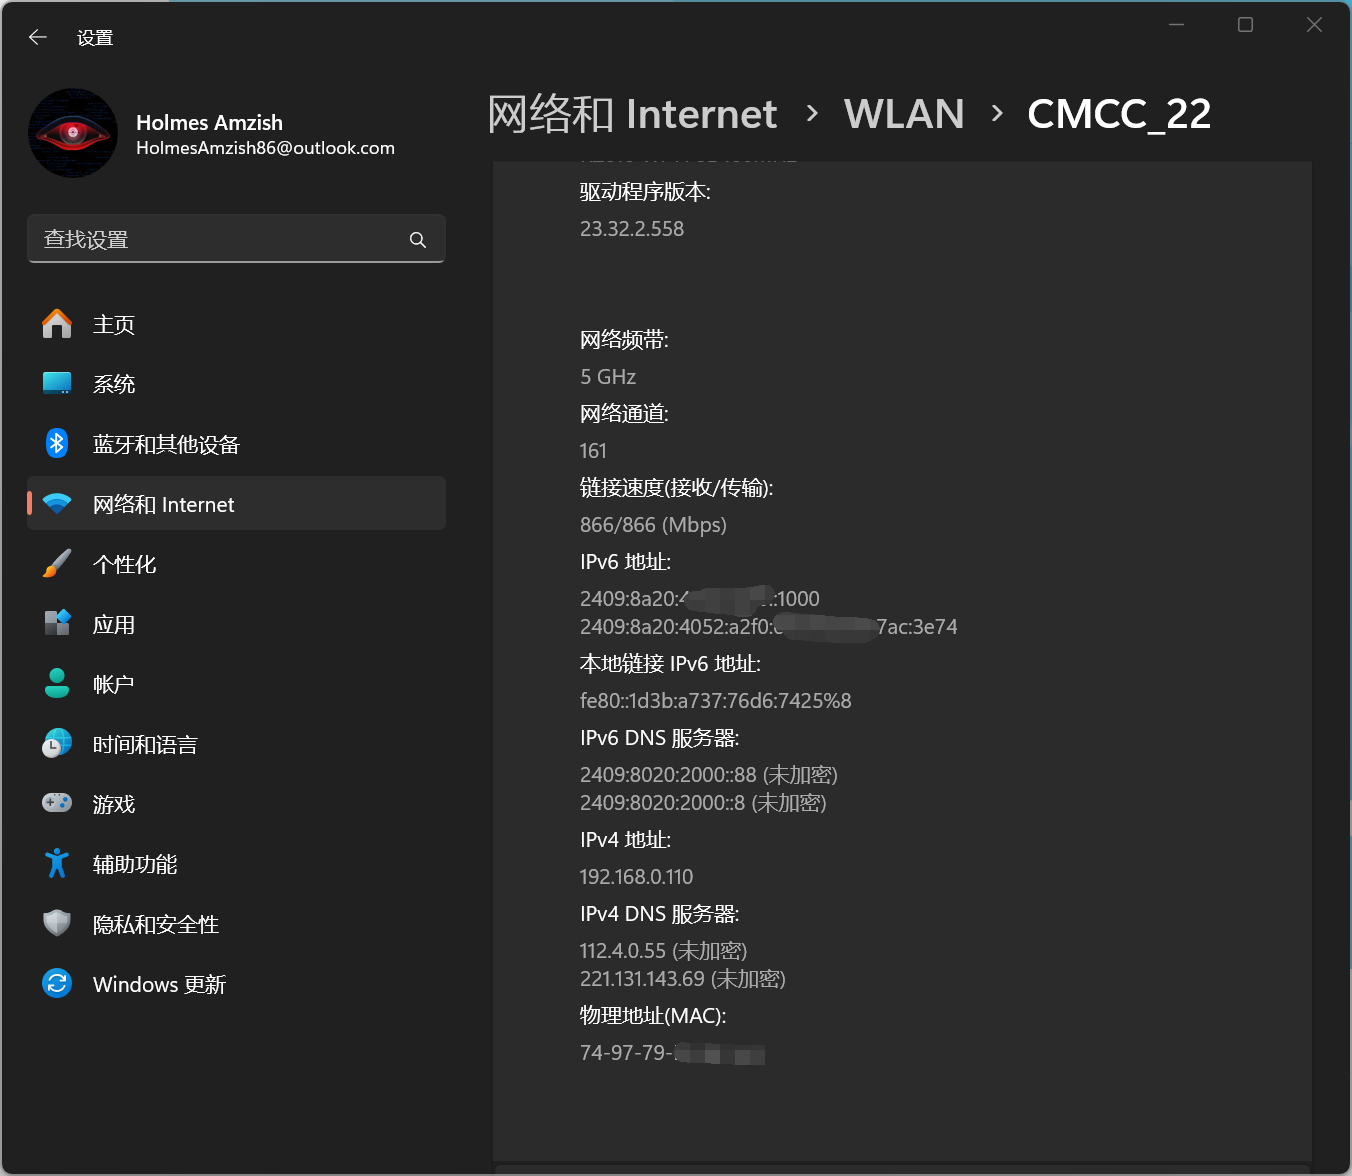 设置
Holmes Amzish
HolmesAmzish86@outlook.com
查找设置
主页
系统
蓝牙和其他设备
网络和 Internet
个性化
应用
帐户
时间和语言
游戏
辅助功能
隐私和安全性
Windows 更新
网络和 Internet › WLAN › CMCC_22
驱动程序版本:
23.32.2.558
网络频带:
5 GHz
网络通道:
161
链接速度(接收/传输):
866/866 (Mbps)
IPv6 地址:
2409:8a20: ::1000
2409:8a20:4052:a2f0: 7ac:3e74
本地链接 IPv6 地址:
fe80::1d3b:a737:76d6:7425%8
IPv6 DNS 服务器:
2409:8020:2000::88 (未加密)
2409:8020:2000::8 (未加密)
IPv4 地址:
192.168.0.110
IPv4 DNS 服务器:
112.4.0.55 (未加密)
221.131.143.69 (未加密)
物理地址(MAC):
74-97-79-